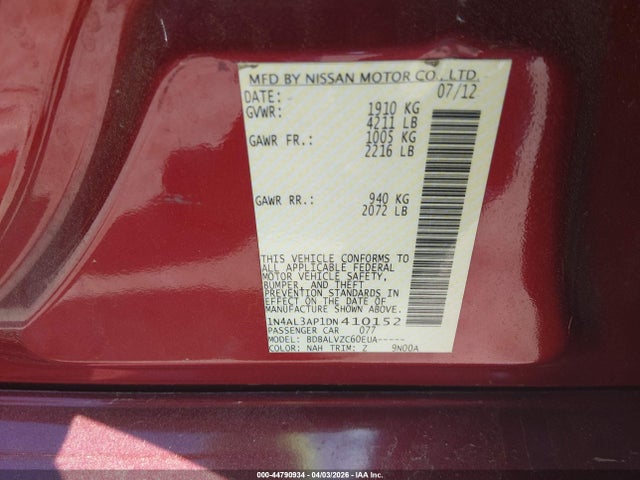 MFD BY NISSAN MOTOR CO., LTD.
DATE: 07/12
GVWR: 1910 KG
4211 LB
GAWR FR.: 1005 KG
2216 LB
GAWR RR.: 940 KG
2072 LB
THIS VEHICLE CONFORMS TO
ALL APPLICABLE FEDERAL
MOTOR VEHICLE SAFETY,
BUMPER, AND THEFT
PREVENTION STANDARDS
IN EFFECT ON THE DATE OF
MANUFACTURE SHOWN ABOVE.
1N4AL3AP1DN410152
PASSENGER CAR 077
MODEL: BDBALVZC60EUA-----
COLOR: NAH TRIM: Z 9N00A
000-44790934 - 04/03/2026 - IAA Inc.